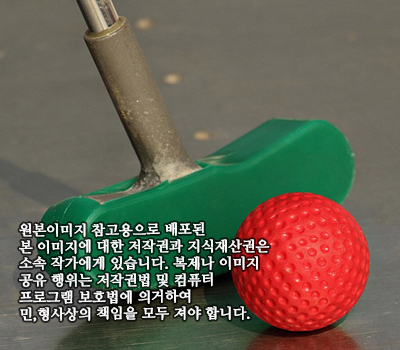 원본이미지 참고용으로 배포된
본 이미지에 대한 저작권과 지식재산권은
소속 작가에게 있습니다. 복제나 이미지
공유 행위는 저작권법 및 컴퓨터
프로그램 보호법에 의거하여
민,형사상의 책임을 모두 져야 합니다.